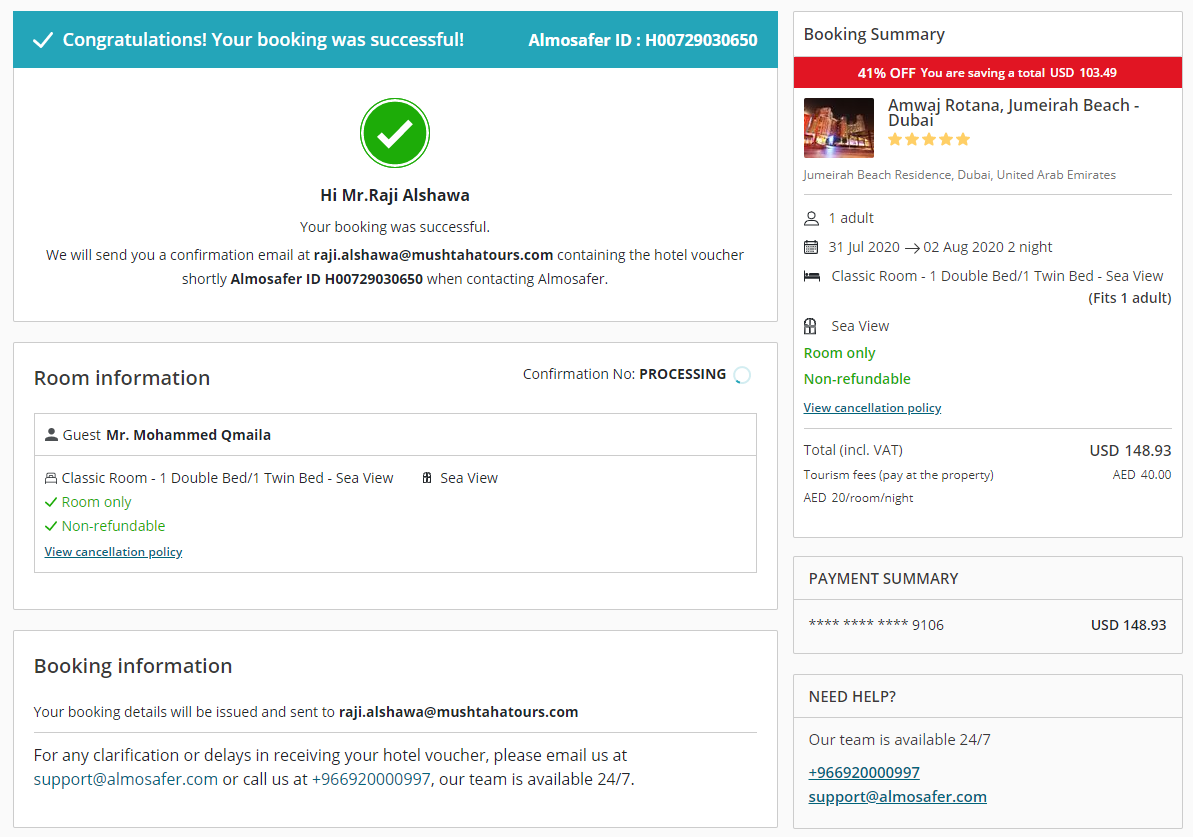 Congratulations! Your booking was successful!
Almosafer ID : H00729030650
Hi Mr.Raji Alshawa
Your booking was successful.
We will send you a confirmation email at raji.alshawa@mushtahatours.com containing the hotel voucher
shortly Almosafer ID H00729030650 when contacting Almosafer.
Room information
Confirmation No: PROCESSING
Guest Mr. Mohammed Qmaila
Classic Room - 1 Double Bed/1 Twin Bed - Sea View
Sea View
Room only
Non-refundable
View cancellation policy
Booking information
Your booking details will be issued and sent to raji.alshawa@mushtahatours.com
For any clarification or delays in receiving your hotel voucher, please email us at
support@almosafer.com or call us at +966920000997, our team is available 24/7.
Booking Summary
41% OFF You are saving a total USD 103.49
Amwaj Rotana, Jumeirah Beach -
Dubai
Jumeirah Beach Residence, Dubai, United Arab Emirates
1 adult
31 Jul 2020 → 02 Aug 2020 2 night
Classic Room - 1 Double Bed/1 Twin Bed - Sea View
(Fits 1 adult)
Sea View
Room only
Non-refundable
View cancellation policy
Total (incl. VAT) USD 148.93
Tourism fees (pay at the property) AED 40.00
AED 20/room/night
PAYMENT SUMMARY
**** **** **** 9106 USD 148.93
NEED HELP?
Our team is available 24/7
+966920000997
support@almosafer.com